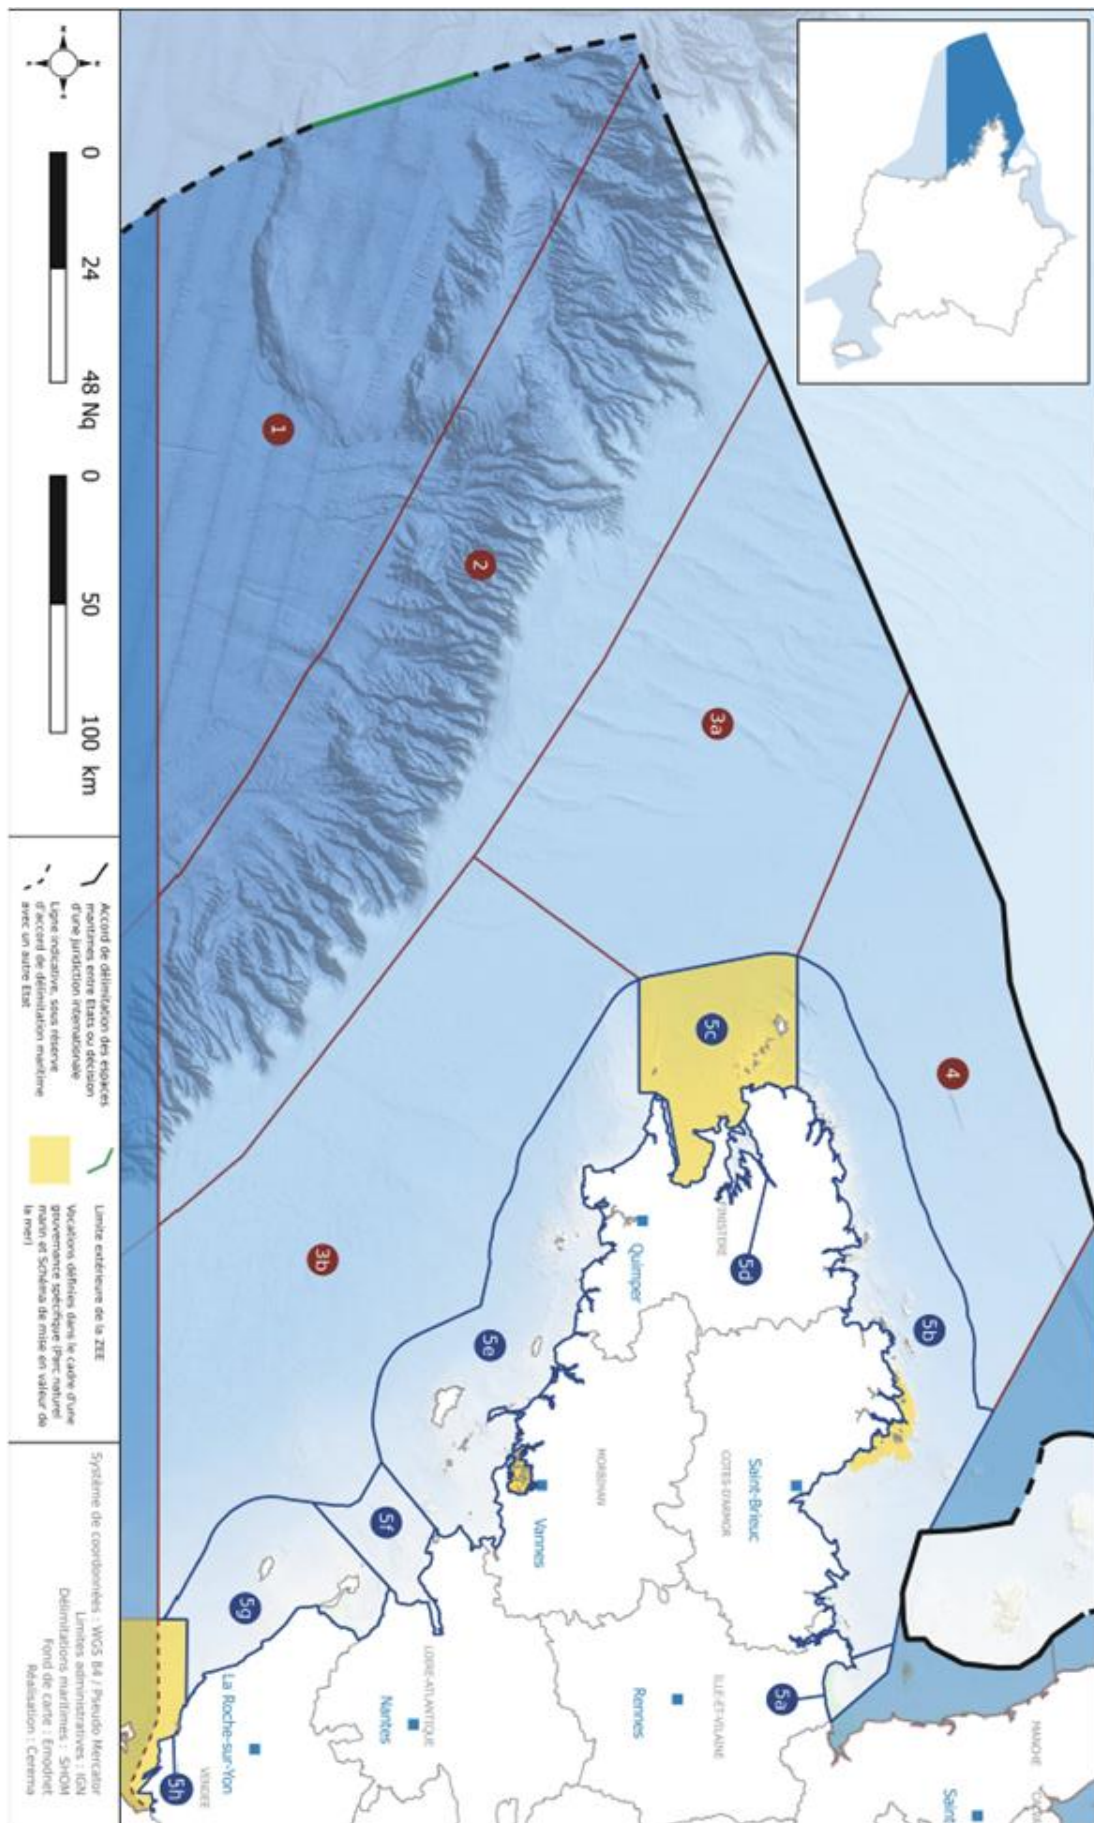 1
2
3a
3b
4
5a
5b
5c
5d
5e
5f
5g
5h
FINISTERE
Quimper
COTES-D'ARMOR
Saint-Brieuc
MORBIHAN
Vannes
ILLE-ET-VILAINE
Rennes
LOIRE-ATLANTIQUE
Nantes
VENDEE
La Roche-sur-Yon
MANCHE
Saint
0 24 48 Nq
0 50 100 km
Accord de délimitation des espaces
maritimes entre Etats ou décision
d'une juridiction internationale
Ligne indicative, sous réserve
d'accord de délimitation maritime
avec un autre Etat
Limite extérieure de la ZEE
Vocations définies dans le cadre d'une
gouvernance spécifique (Parc naturel
marin et Schéma de mise en valeur de
la mer)
Système de coordonnées : WGS 84 / Pseudo Mercator
Limites administratives : IGN
Délimitations maritimes : SHOM
Fond de carte : Emodnet
Réalisation : Cerema